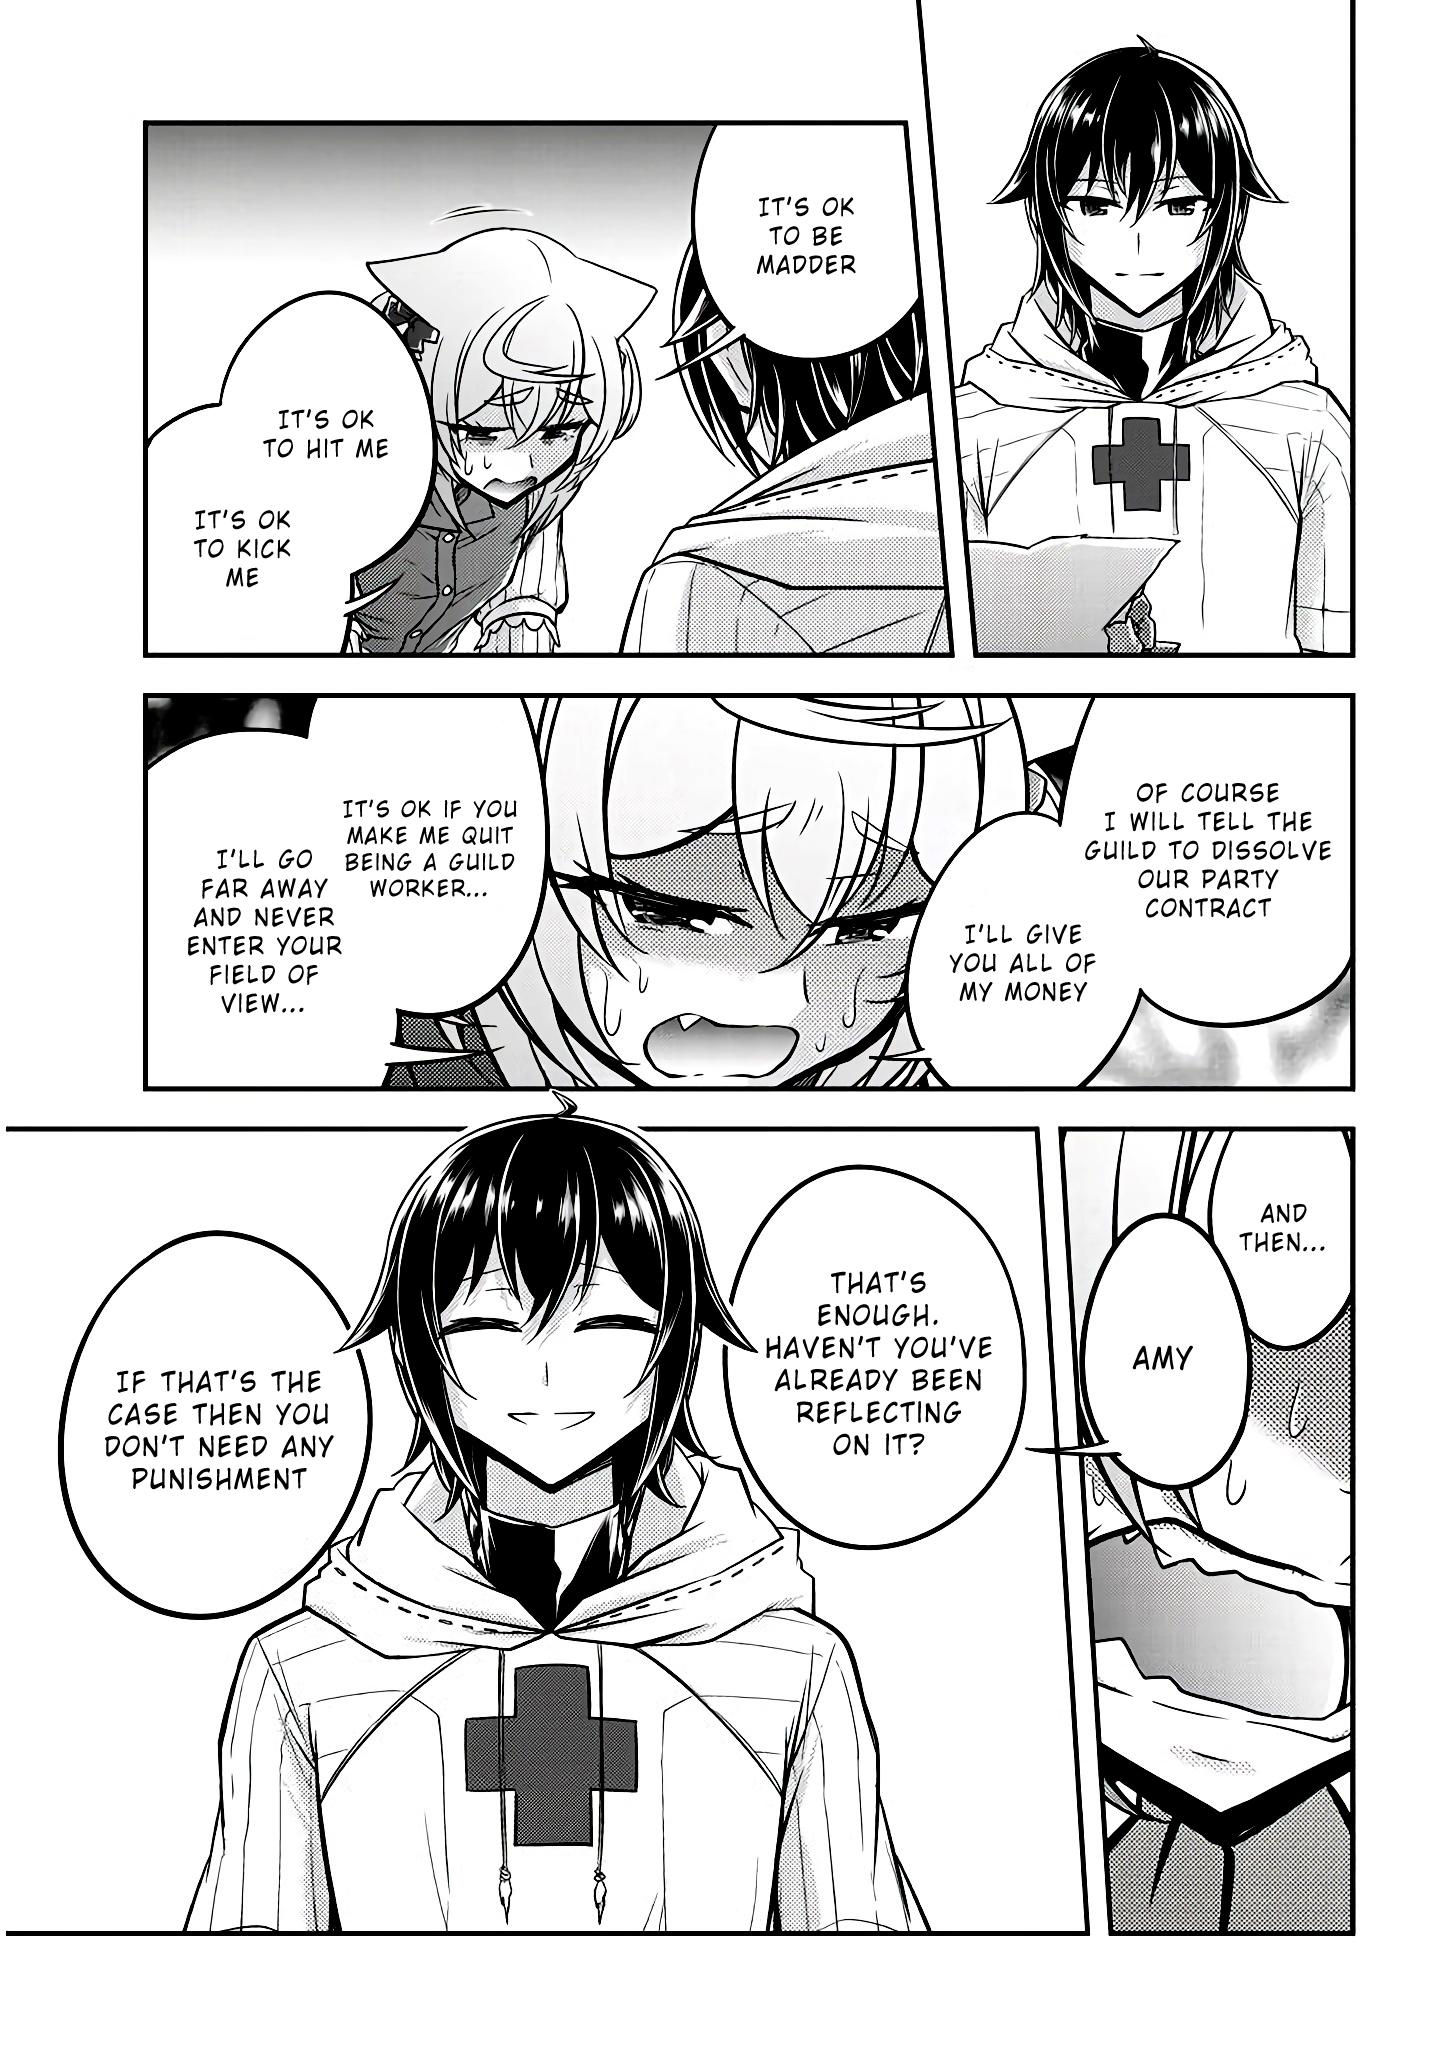 IT'S OK
TO BE
MADDER
IT'S OK
TO HIT ME
IT'S OK
TO KICK
ME
OF COURSE
I WILL TELL THE
GUILD TO DISSOLVE
OUR PARTY
CONTRACT
I'LL GIVE
YOU ALL OF
MY MONEY
IT'S OK IF YOU
MAKE ME QUIT
BEING A GUILD
WORKER...
I'LL GO
FAR AWAY
AND NEVER
ENTER YOUR
FIELD OF
VIEW...
AND
THEN...
AMY
THAT'S
ENOUGH.
HAVEN'T YOU'VE
ALREADY BEEN
REFLECTING
ON IT?
IF THAT'S THE
CASE THEN YOU
DON'T NEED ANY
PUNISHMENT